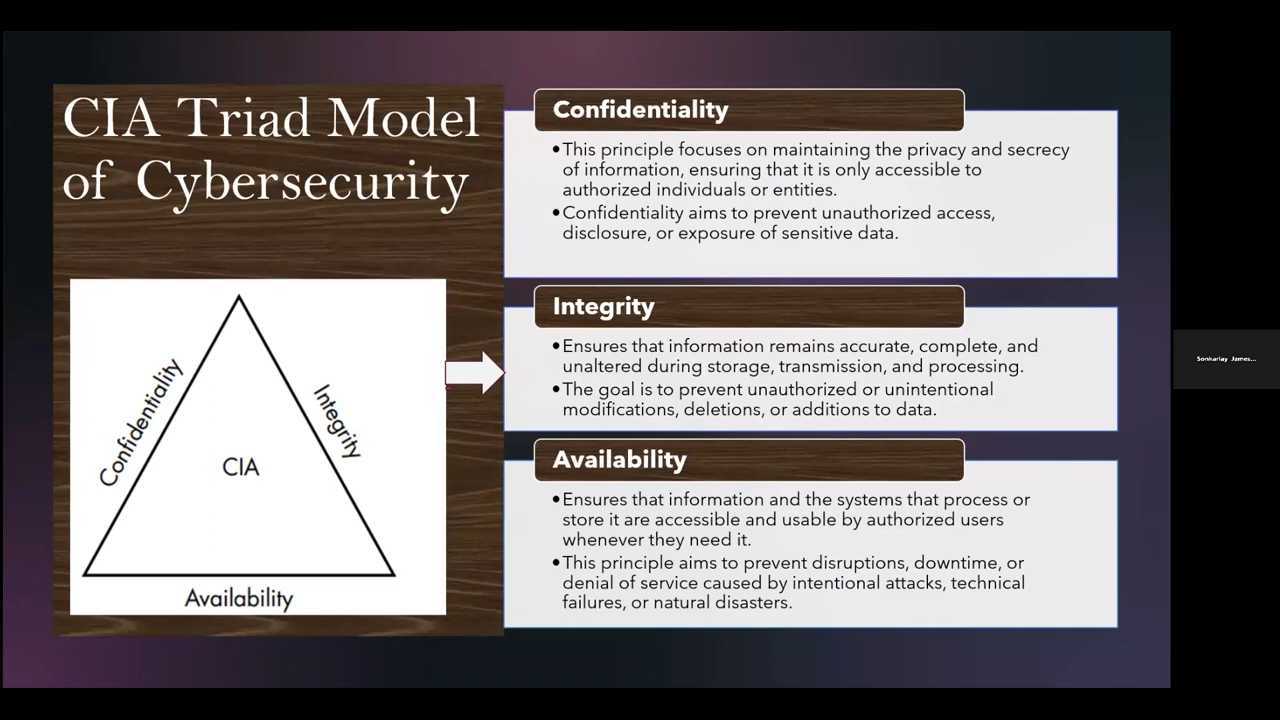 CIA Triad Model
of Cybersecurity
Confidentiality
Integrity
CIA
Availability
Confidentiality
•This principle focuses on maintaining the privacy and secrecy
of information, ensuring that it is only accessible to
authorized individuals or entities.
•Confidentiality aims to prevent unauthorized access,
disclosure, or exposure of sensitive data.
Integrity
•Ensures that information remains accurate, complete, and
unaltered during storage, transmission, and processing.
•The goal is to prevent unauthorized or unintentional
modifications, deletions, or additions to data.
Availability
•Ensures that information and the systems that process or
store it are accessible and usable by authorized users
whenever they need it.
•This principle aims to prevent disruptions, downtime, or
denial of service caused by intentional attacks, technical
failures, or natural disasters.
Sonkarlay James...